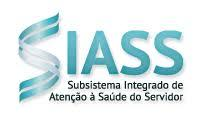 SIASS
Subsistema Integrado de
Atenção à Saúde do Servidor